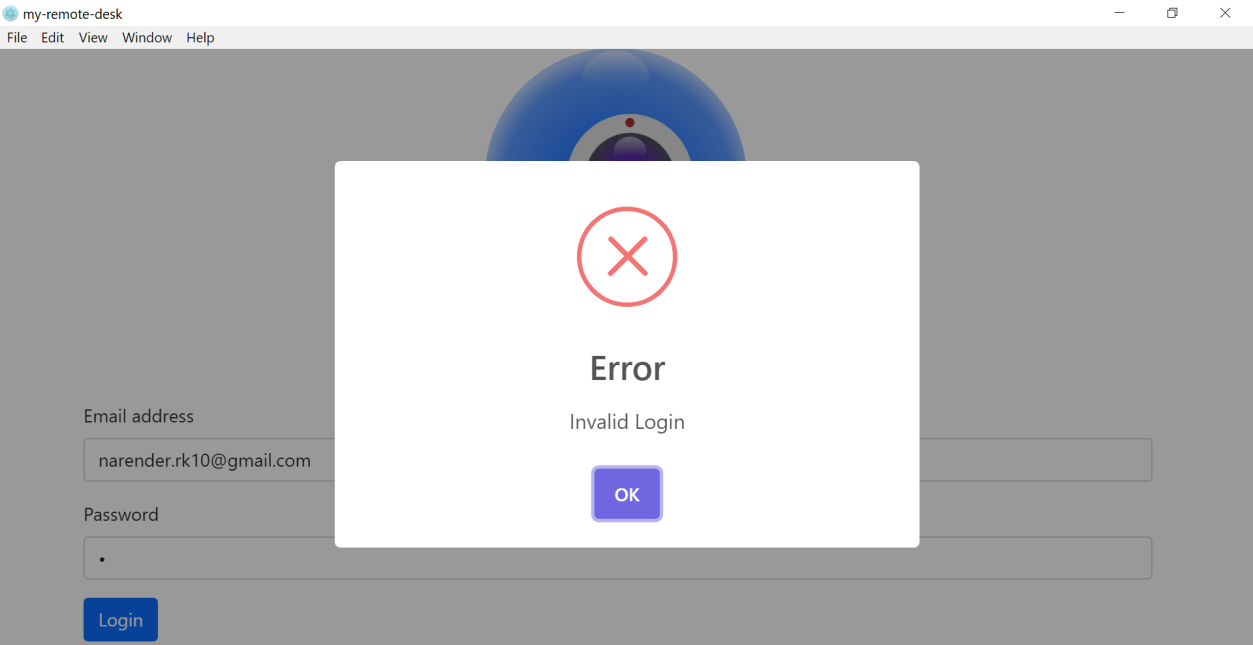 my-remote-desk
File Edit View Window Help
Error
Invalid Login
OK
Email address
narender.rk10@gmail.com
Password
Login